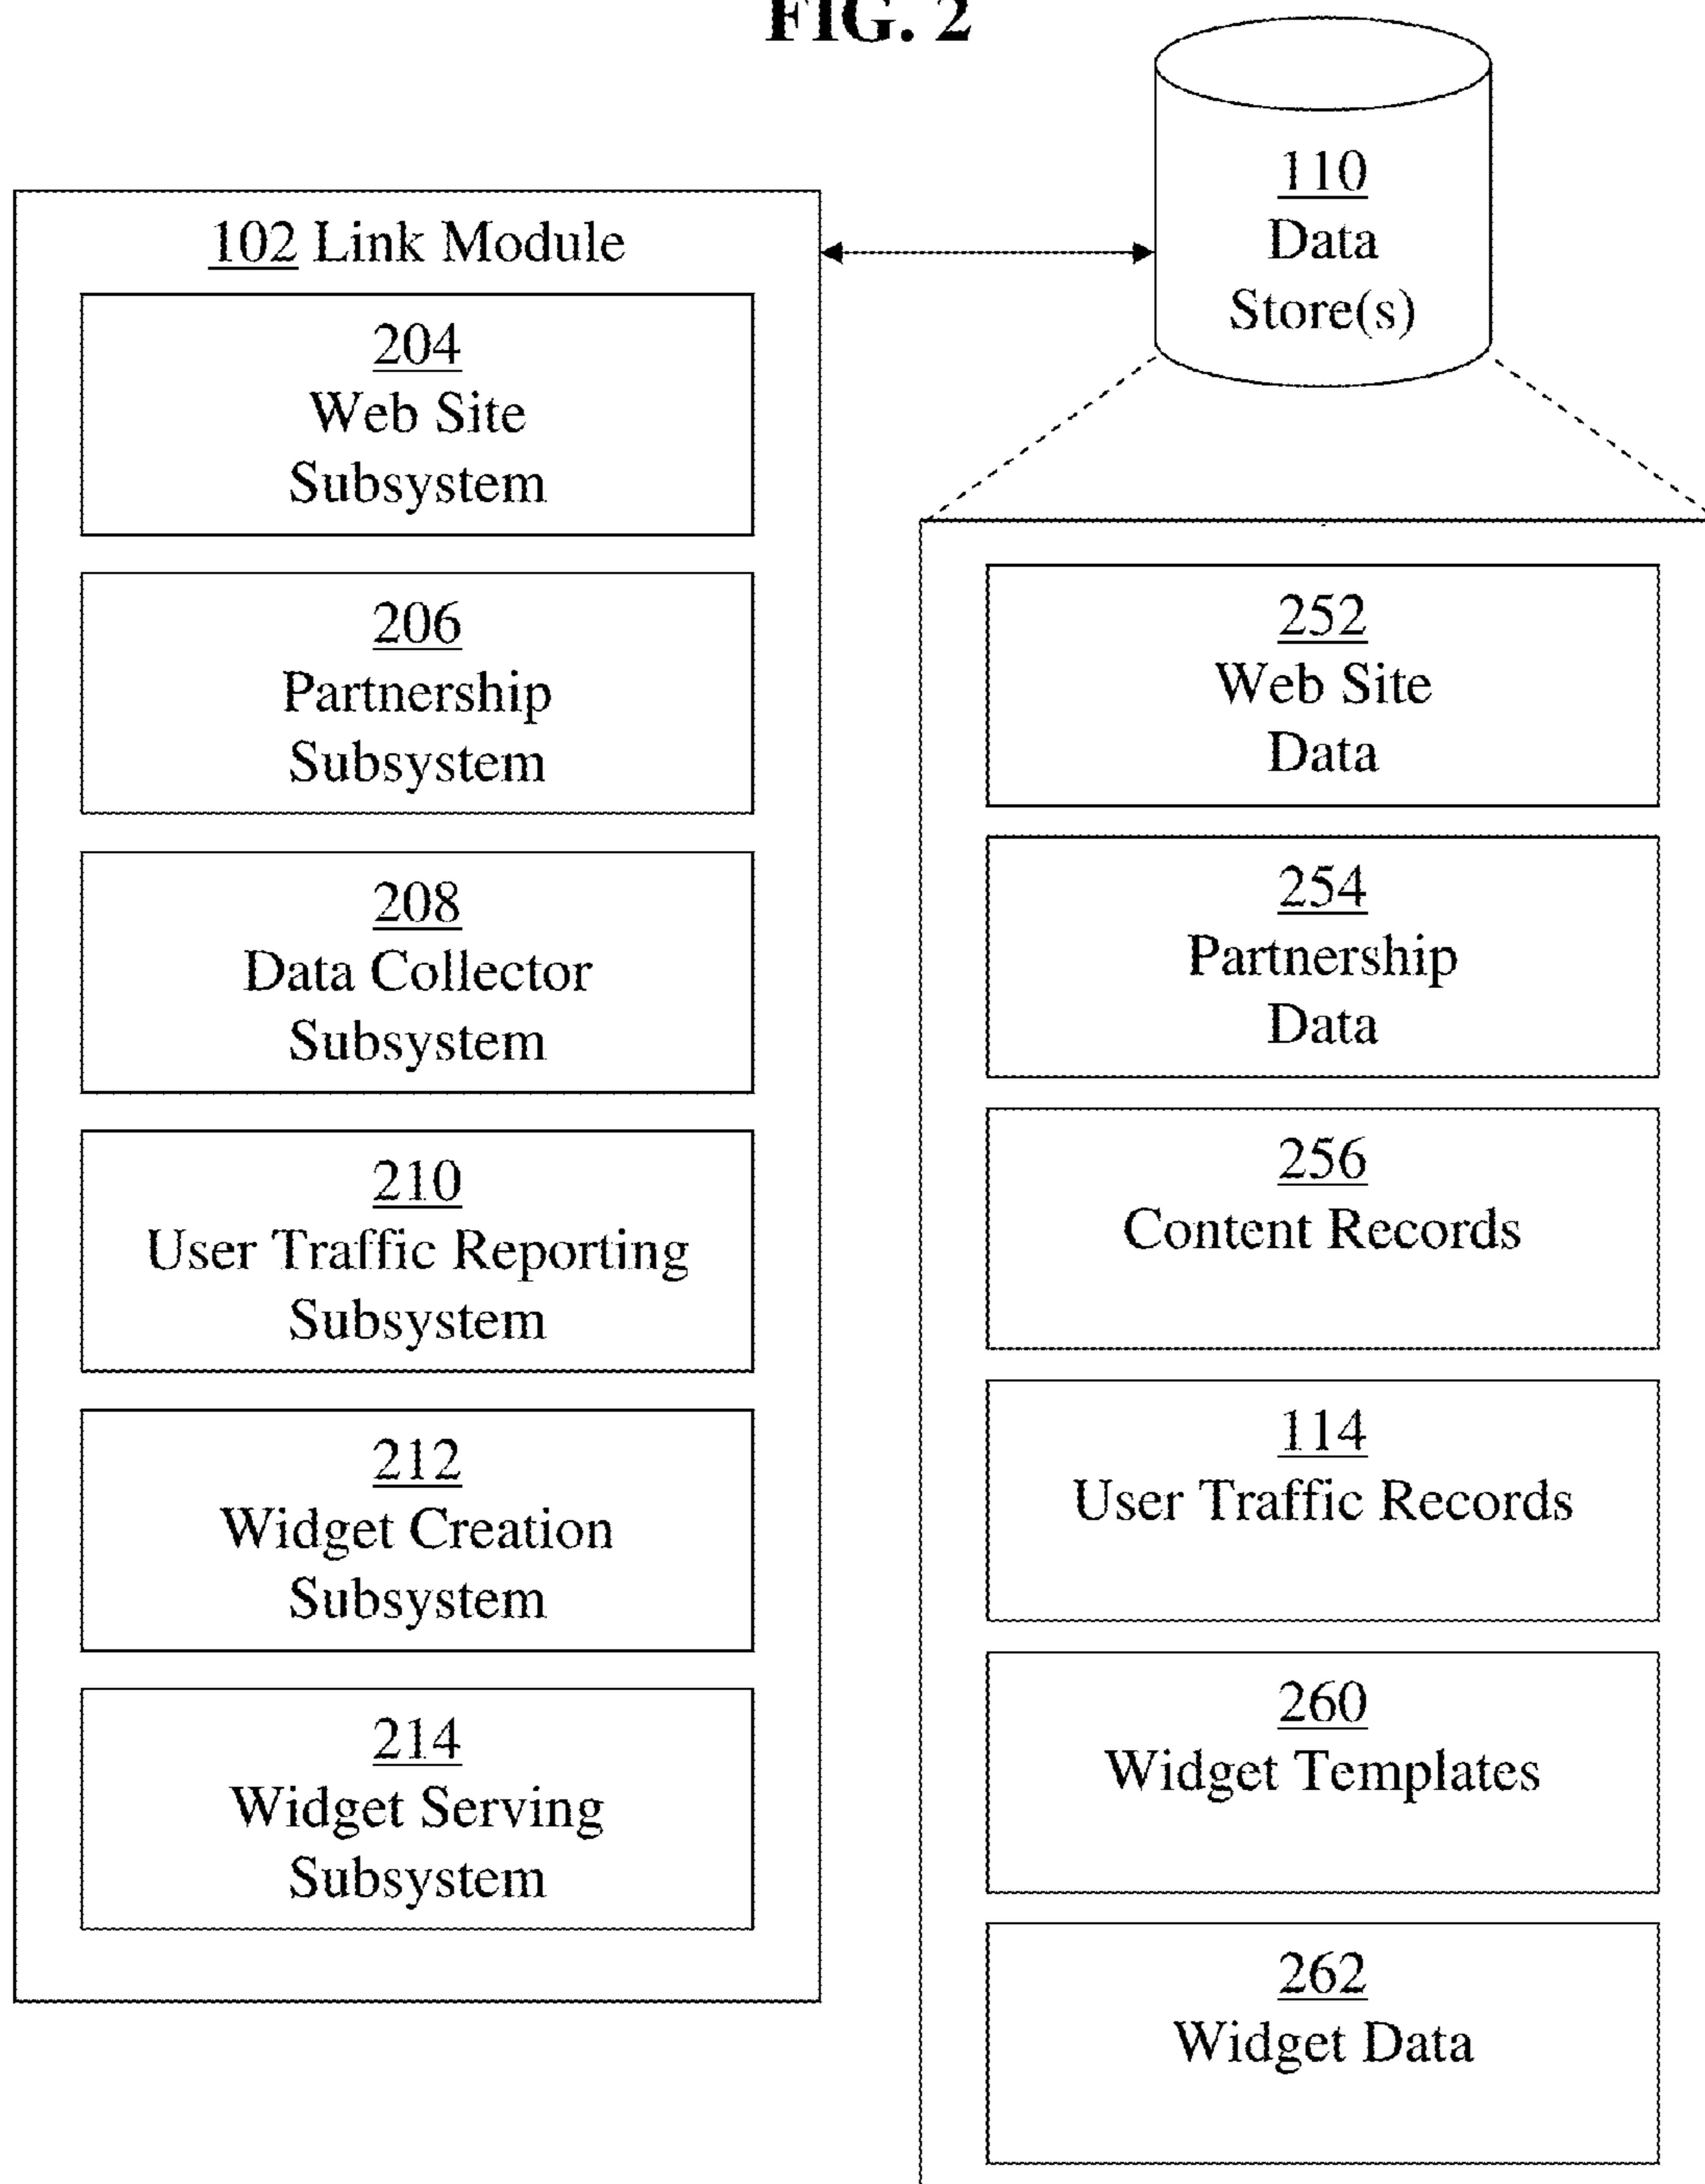 FIG. 2
110
Data
Store(s)
102 Link Module
204
Web Site
Subsystem
206
Partnership
Subsystem
208
Data Collector
Subsystem
210
User Traffic Reporting
Subsystem
212
Widget Creation
Subsystem
214
Widget Serving
Subsystem
252
Web Site
Data
254
Partnership
Data
256
Content Records
114
User Traffic Records
260
Widget Templates
262
Widget Data